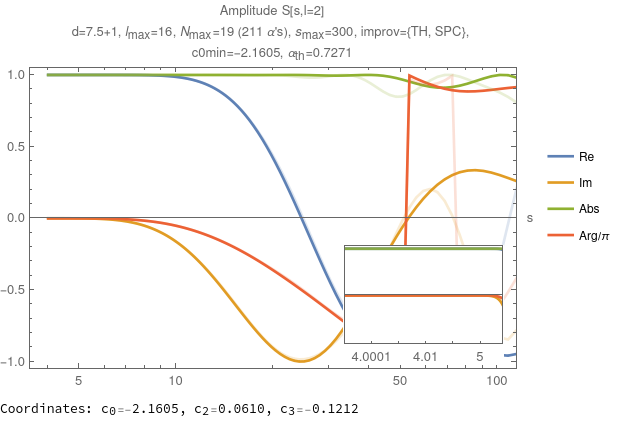 Amplitude S[s,l=2]
d=7.5+1, lmax=16, Nmax=19 (211 α's), smax=300, improv={TH, SPC},
c0min=-2.1605, αth=0.7271
1.0
0.5
0.0
-0.5
-1.0
5
10
50
100
s
4.0001
4.01
5
Re
Im
Abs
Arg/π
Coordinates: c0=-2.1605, c2=0.0610, c3=-0.1212